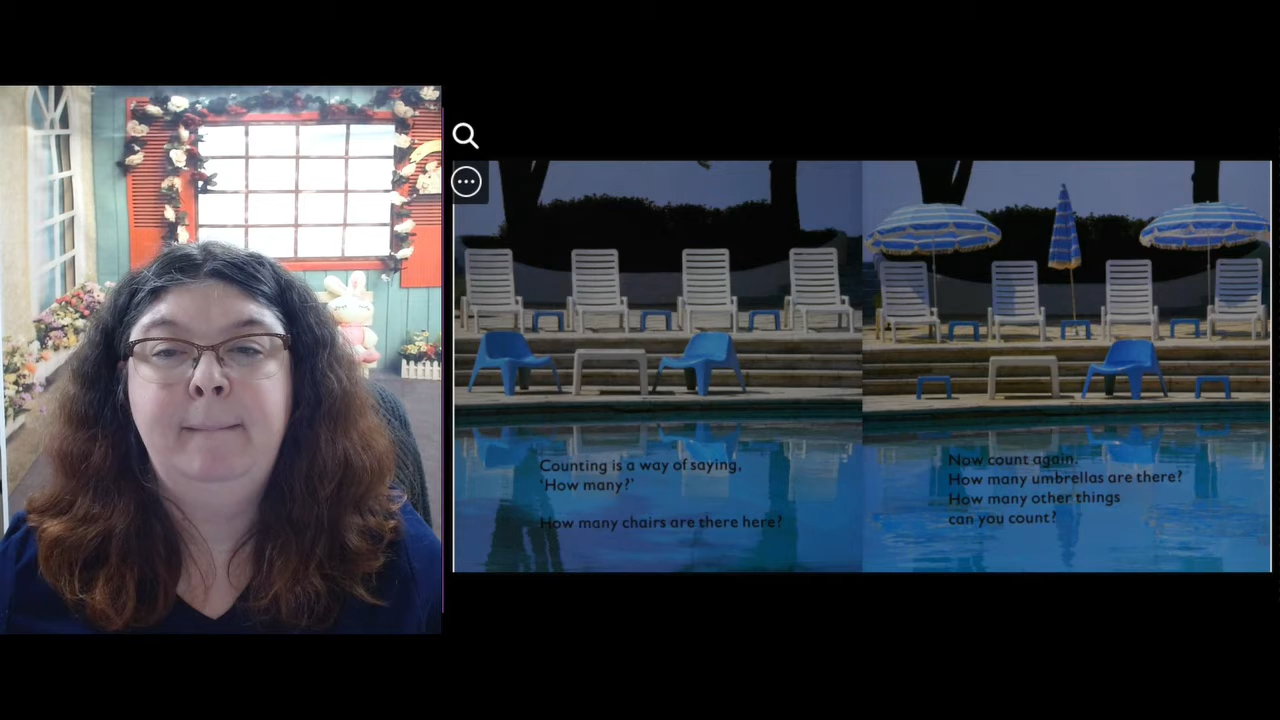 Counting is a way of saying,
‘How many?’
How many chairs are there here?
Now count again.
How many umbrellas are there?
How many other things
can you count?